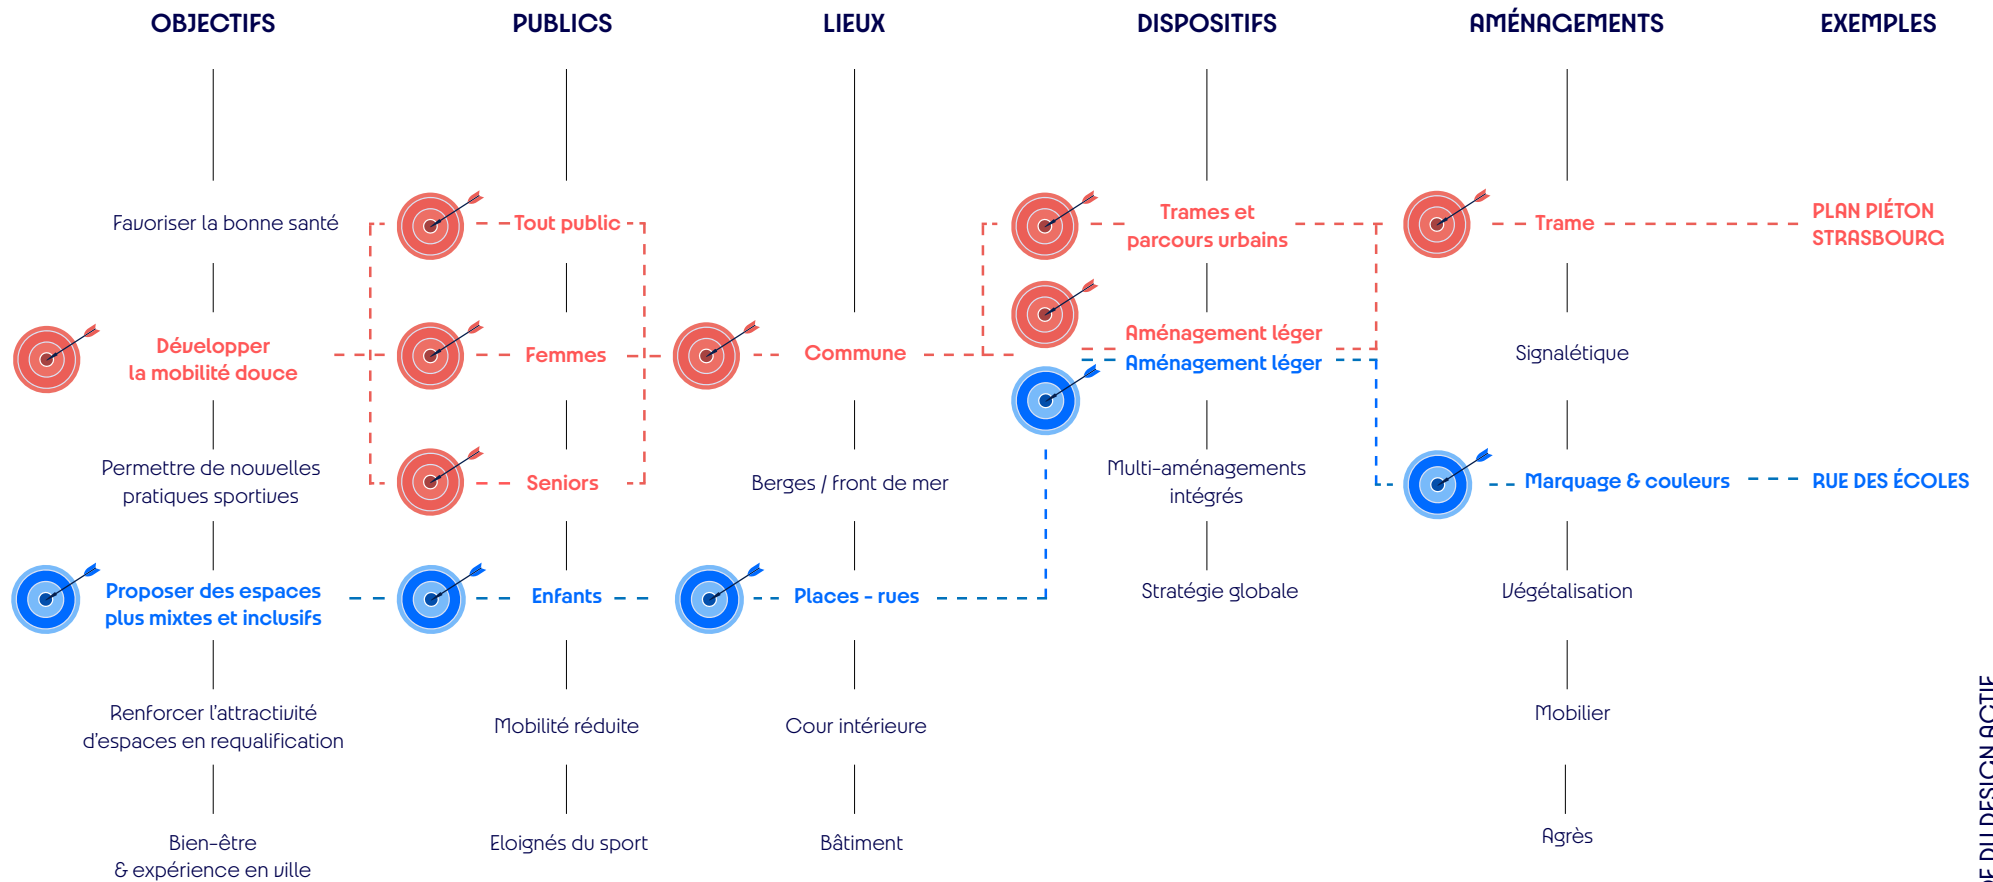 OBJECTIFS
PUBLICS
LIEUX
DISPOSITIFS
AMÉNAGEMENTS
EXEMPLES
Favoriser la bonne santé
Développer
la mobilité douce
Permettre de nouvelles
pratiques sportives
Proposer des espaces
plus mixtes et inclusifs
Renforcer l'attractivité
d'espaces en requalification
Bien-être
& expérience en ville
Tout public
Femmes
Seniors
Enfants
Mobilité réduite
Eloignés du sport
Commune
Berges / front de mer
Places - rues
Cour intérieure
Bâtiment
Trames et
parcours urbains
Aménagement léger
Aménagement léger
Multi-aménagements
intégrés
Stratégie globale
Trame
Signalétique
Marquage & couleurs
Végétalisation
Mobilier
Agrès
PLAN PIÉTON
STRASBOURG
RUE DES ÉCOLES
DU DESIGN ACTIF